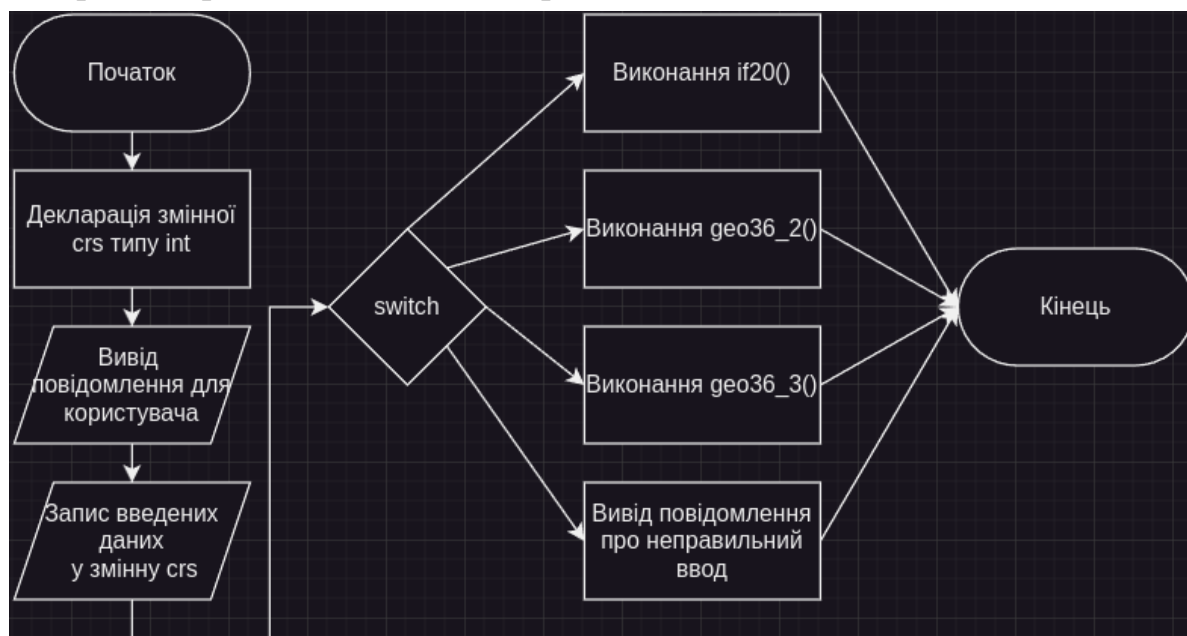 Початок
Декларація змінної
crs типу int
Вивід
повідомлення для
користувача
Запис введених
даних
у змінну crs
switch
Виконання if20()
Виконання geo36_2()
Виконання geo36_3()
Вивід повідомлення
про неправильний
ввод
Кінець